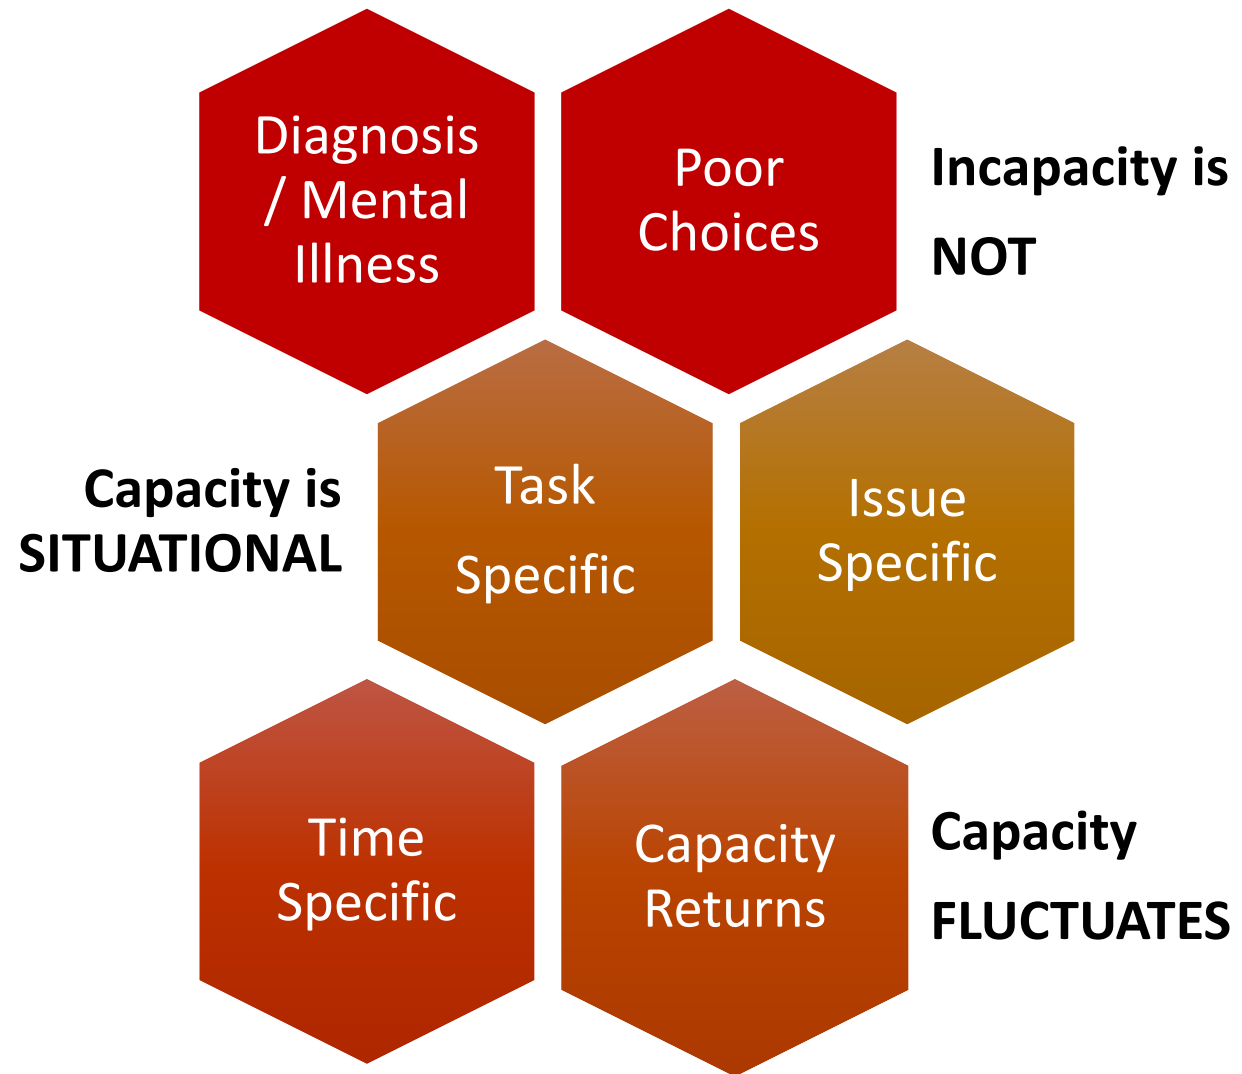 Diagnosis
/ Mental
Illness
Poor
Choices
Incapacity is
NOT
Capacity is
SITUATIONAL
Task
Specific
Issue
Specific
Time
Specific
Capacity
Returns
Capacity
FLUCTUATES